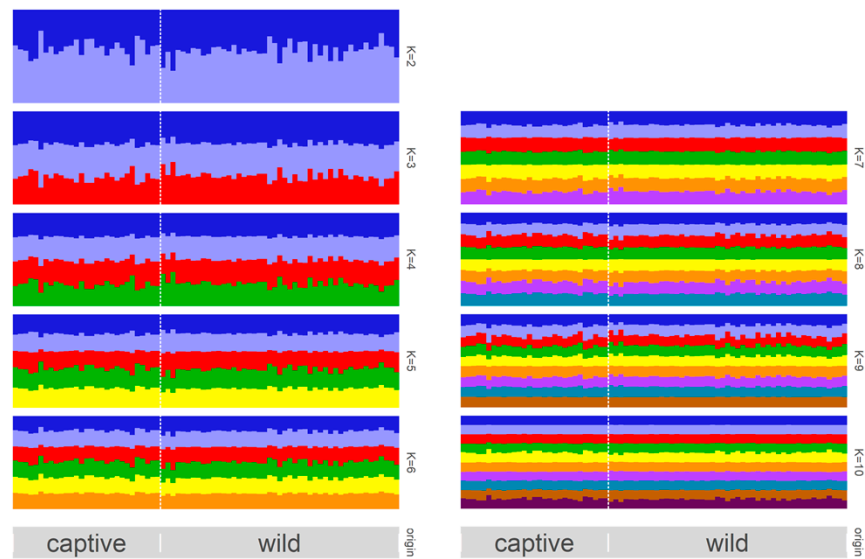 K=2
K=3
K=4
K=5
K=6
captive wild origin
K=7
K=8
K=9
K=10
captive wild origin